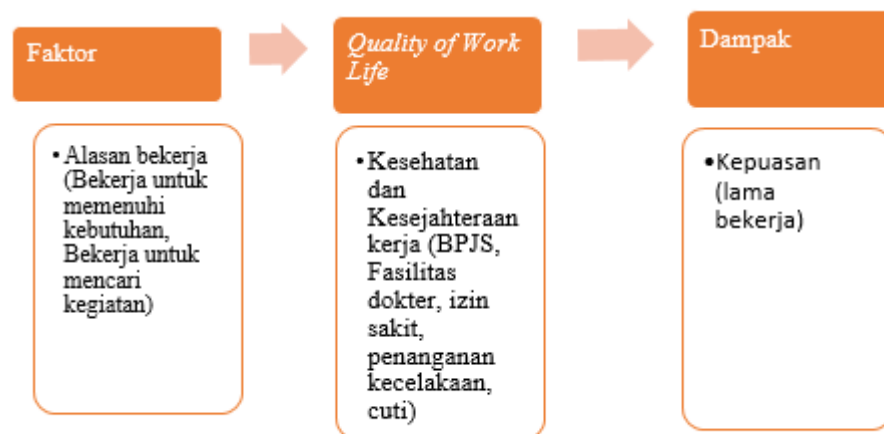 Faktor
• Alasan bekerja
(Bekerja untuk
memenuhi
kebutuhan,
Bekerja untuk
mencari
kegiatan)
Quality of Work
Life
• Kesehatan
dan
Kesejahteraan
kerja (BPJS,
Fasilitas
dokter, izin
sakit,
penanganan
kecelakaan,
cuti)
Dampak
• Kepuasan
(lama
bekerja)